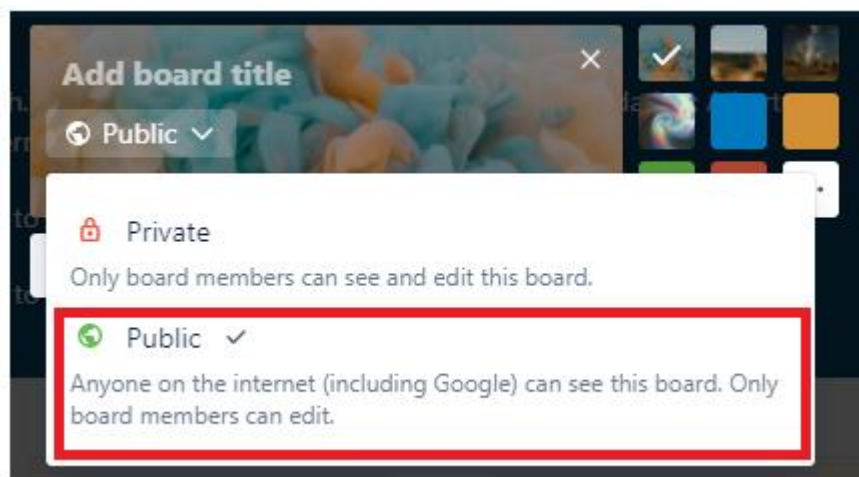 Add board title
Public
Private
Only board members can see and edit this board.
Public
Anyone on the internet (including Google) can see this board. Only
board members can edit.